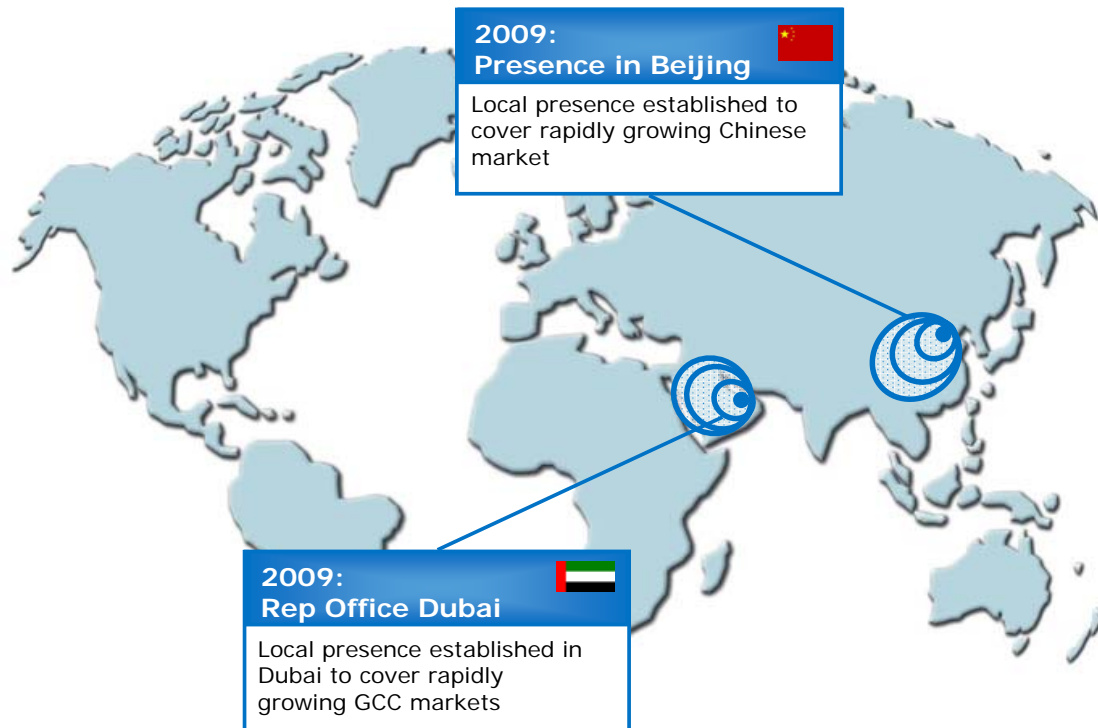 2009:
Presence in Beijing
Local presence established to
cover rapidly growing Chinese
market
2009:
Rep Office Dubai
Local presence established in
Dubai to cover rapidly
growing GCC markets